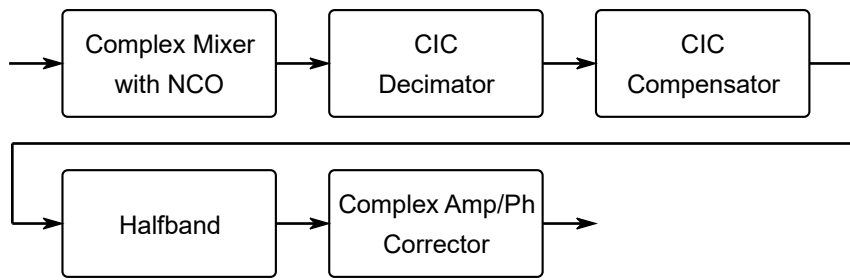 Complex Mixer
with NCO
CIC
Decimator
CIC
Compensator
Halfband
Complex Amp/Ph
Corrector